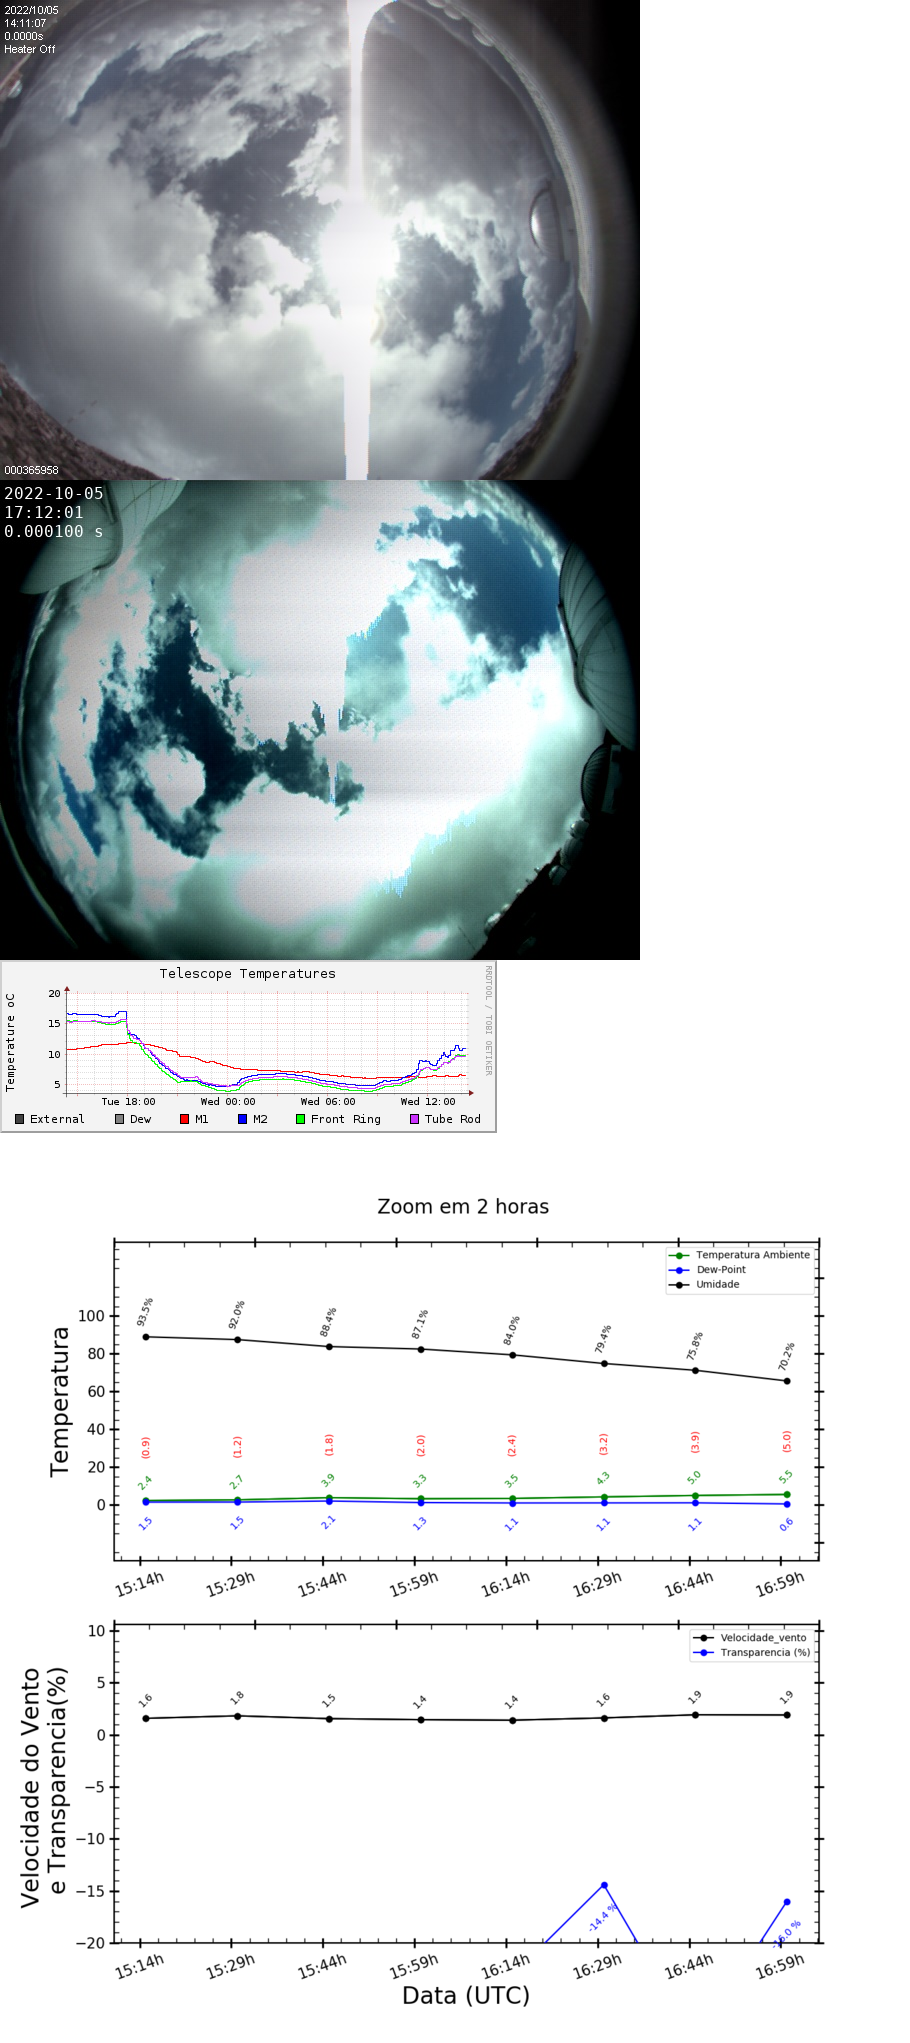 2022/10/05
14:11:07
0.0000s
Heater Off
000365958
2022-10-05
17:12:01
0.000100 s
Telescope Temperatures
RRDTOOL / TOBI OETIKER
Temperature oC
20
15
10
5
Tue 18:00 Wed 00:00 Wed 06:00 Wed 12:00
External Dew M1 M2 Front Ring Tube Rod
Zoom em 2 horas
Temperatura Ambiente
Dew-Point
Umidade
Temperatura
100
80
60
40
20
0
93.5% 92.0% 88.4% 87.1% 84.0% 79.4% 75.8% 70.2%
(0.9) (1.2) (1.8) (2.0) (2.4) (3.2) (3.9) (5.0)
2.4 2.7 3.9 3.3 3.5 4.3 5.0 5.5
1.5 1.5 2.1 1.3 1.1 1.1 1.1 0.6
15:14h 15:29h 15:44h 15:59h 16:14h 16:29h 16:44h 16:59h
Velocidade_vento
Transparencia (%)
Velocidade do Vento
e Transparencia(%)
10
5
0
−5
−10
−15
−20
1.6 1.8 1.5 1.4 1.4 1.6 1.9 1.9
-14.4 % -16.0 %
15:14h 15:29h 15:44h 15:59h 16:14h 16:29h 16:44h 16:59h
Data (UTC)